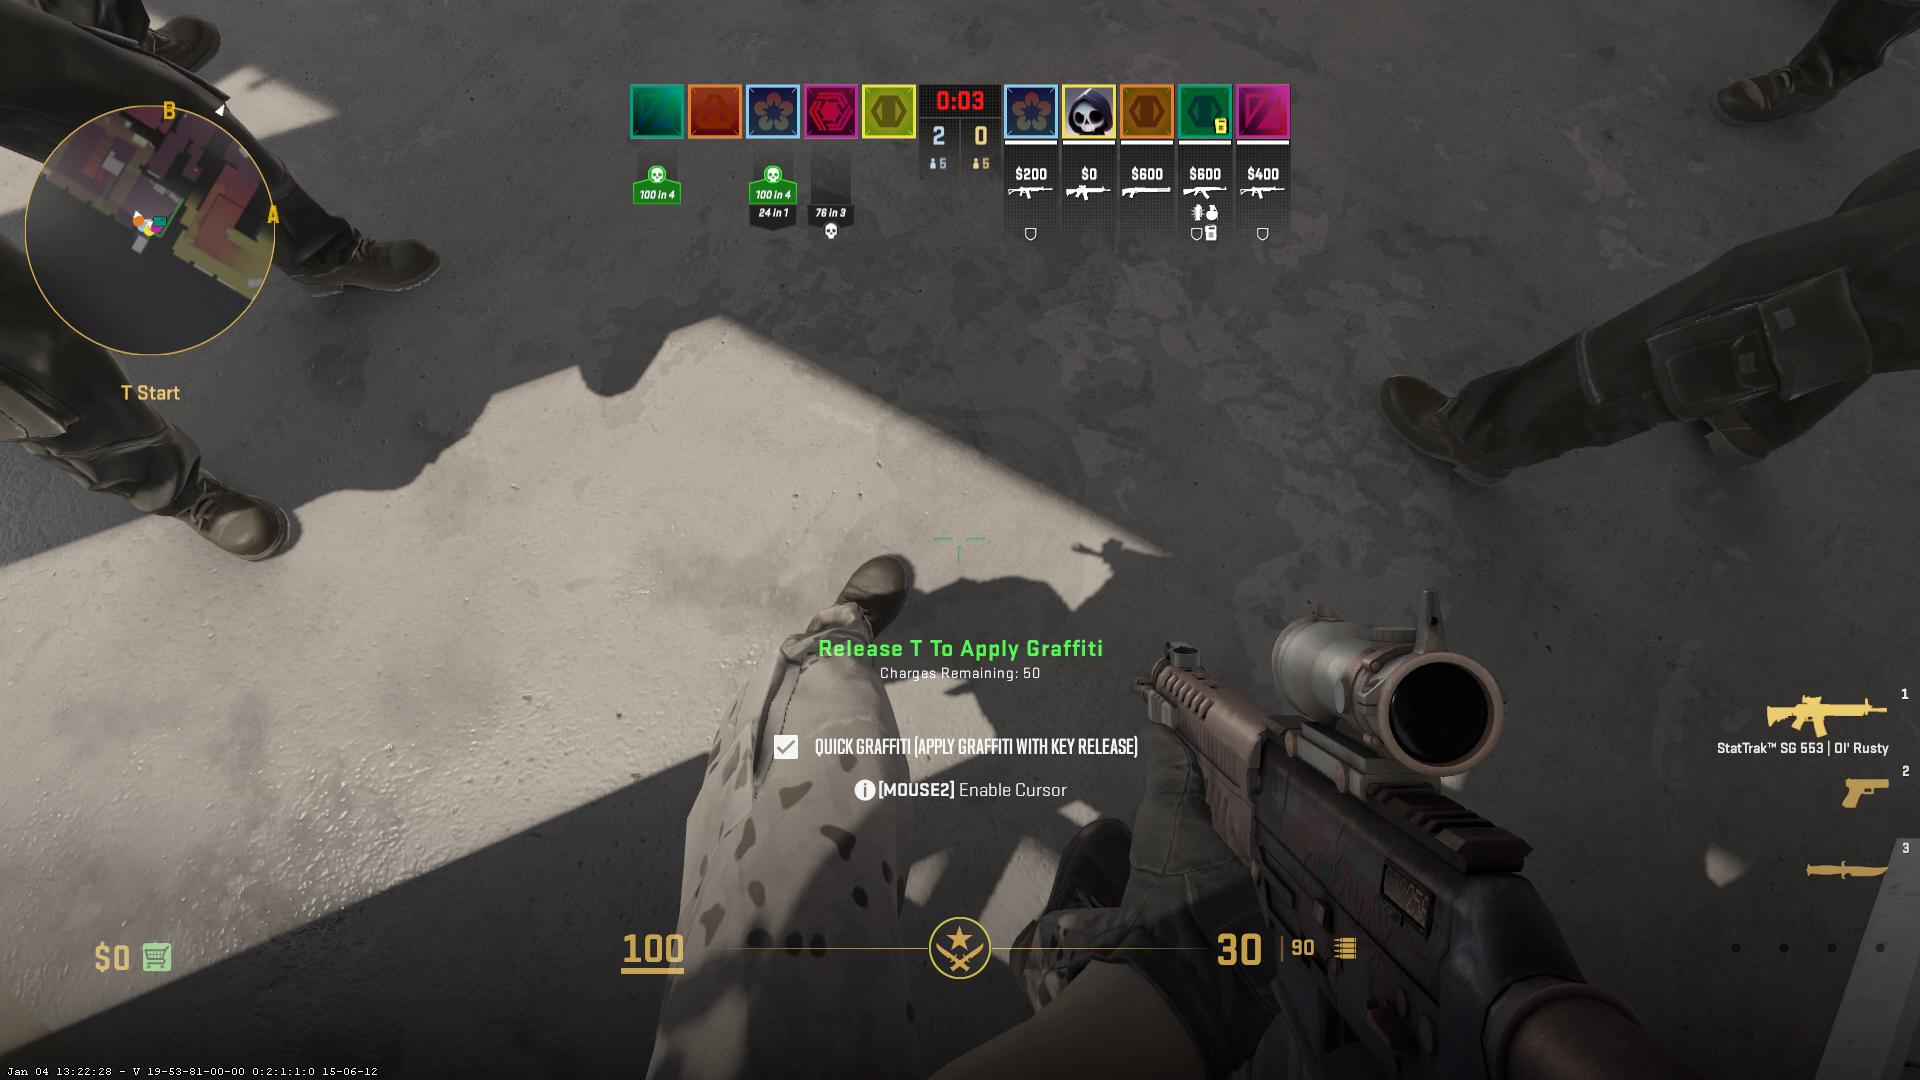 B
0:03
2 0
5 5
A
100 in 4
100 in 4
24 in 1
76 in 3
$200
$0
$600
$600
$400
T Start
Release T To Apply Graffiti
Charges Remaining: 50
QUICK GRAFFITI (APPLY GRAFFITI WITH KEY RELEASE)
[MOUSE2] Enable Cursor
1
StatTrak™ SG 553 | Ol' Rusty
2
3
$0
100
30 | 90
Jan 04 13:22:28 - V 19-53-81-00-00 0:2:1:1:0 15-06-12